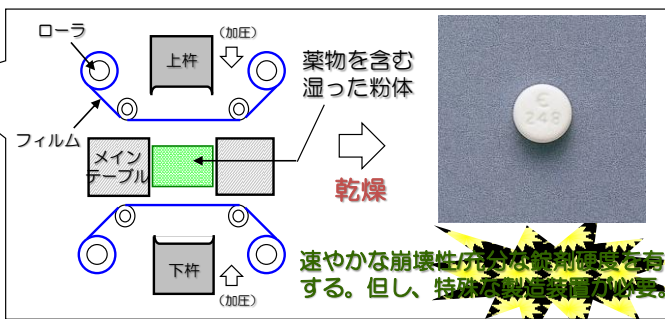 ローラ
(加圧)
上杵
薬物を含む
湿った粉体
フィルム
メイン
テーブル
乾燥
下杵
(加圧)
ε
248
速やかな崩壊性/充分な錠剤硬度を有
する。但し、特殊な製造装置が必要。